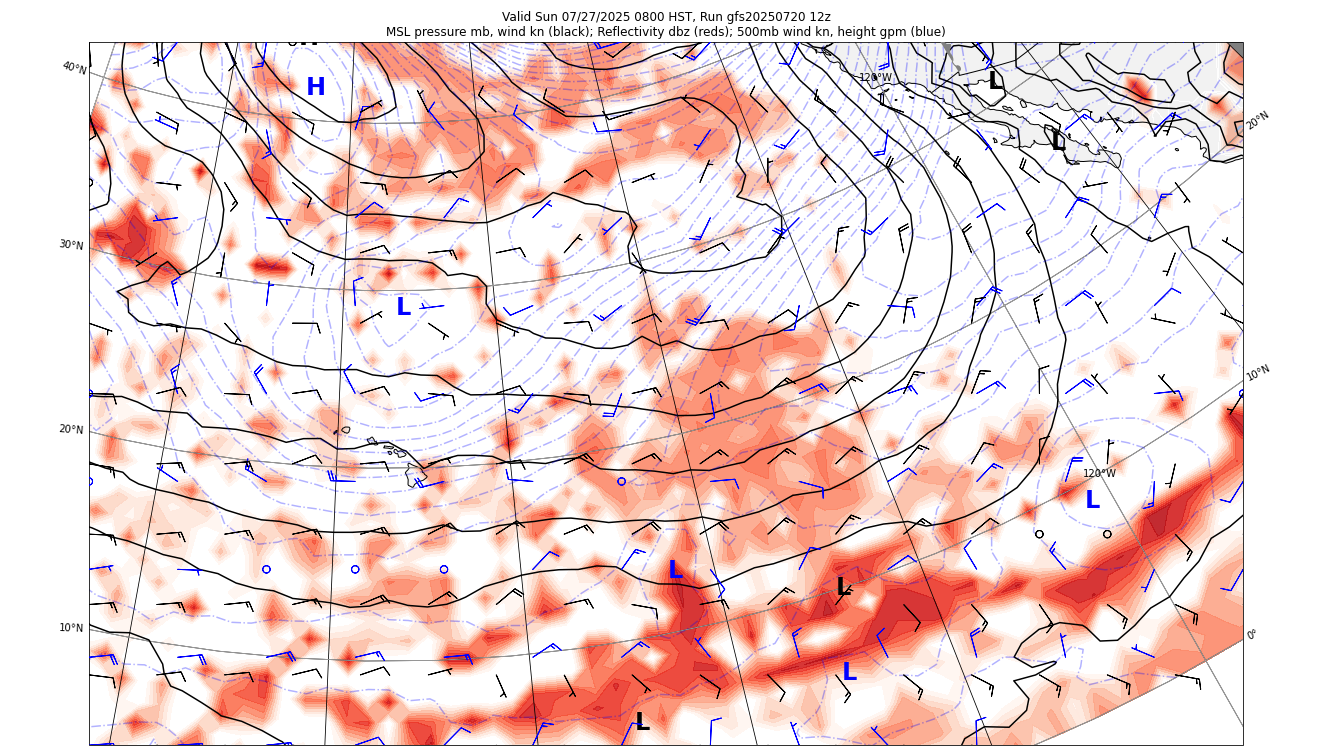 Valid Sun 07/27/2025 0800 HST, Run gfs20250720 12z
MSL pressure mb, wind kn (black); Reflectivity dbz (reds); 500mb wind kn, height gpm (blue)
40°N
H
120°W
L
20°N
L
30°N
L
10°N
20°N
120°W
L
L
L
10°N
0°
L
L